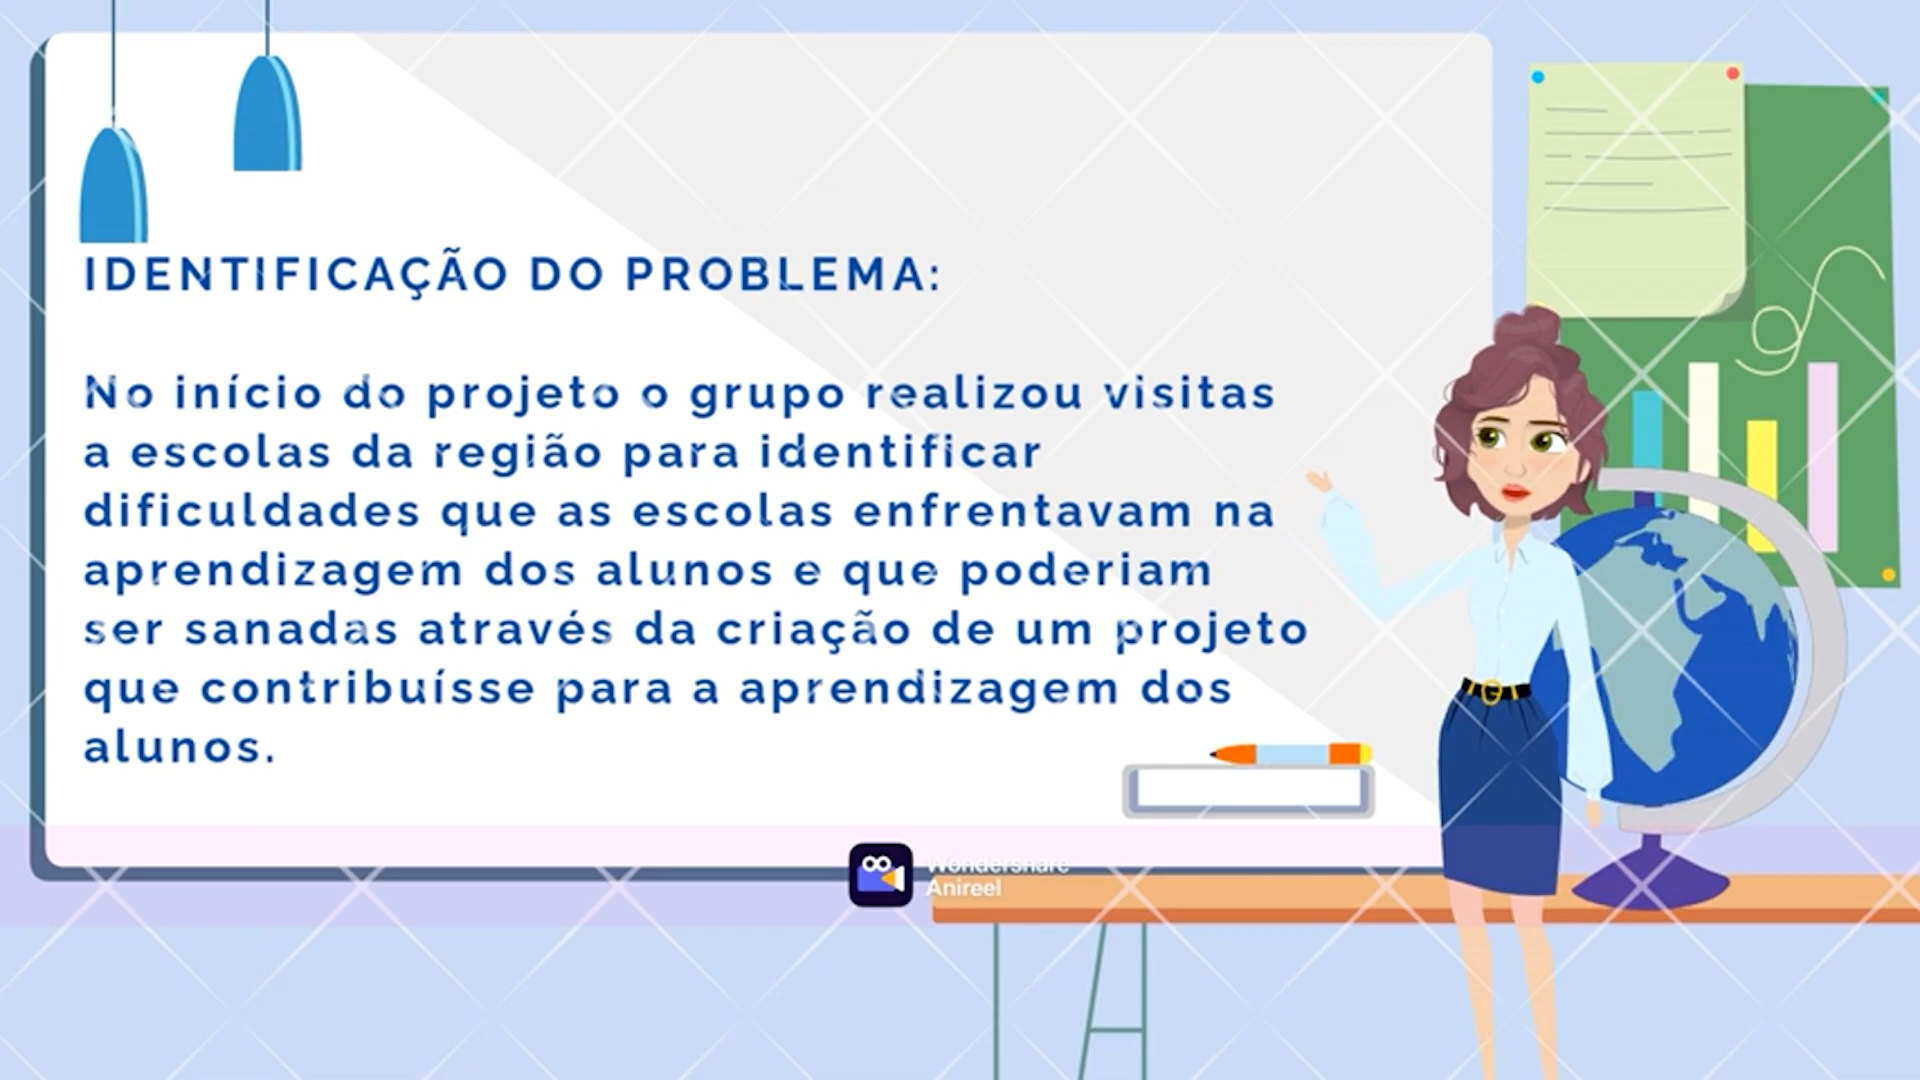 IDENTIFICAÇÃO DO PROBLEMA:
No início do projeto o grupo realizou visitas
a escolas da região para identificar
dificuldades que as escolas enfrentavam na
aprendizagem dos alunos e que poderiam
ser sanadas através da criação de um projeto
que contribuísse para a aprendizagem dos
alunos.
Wondershare
Anireel